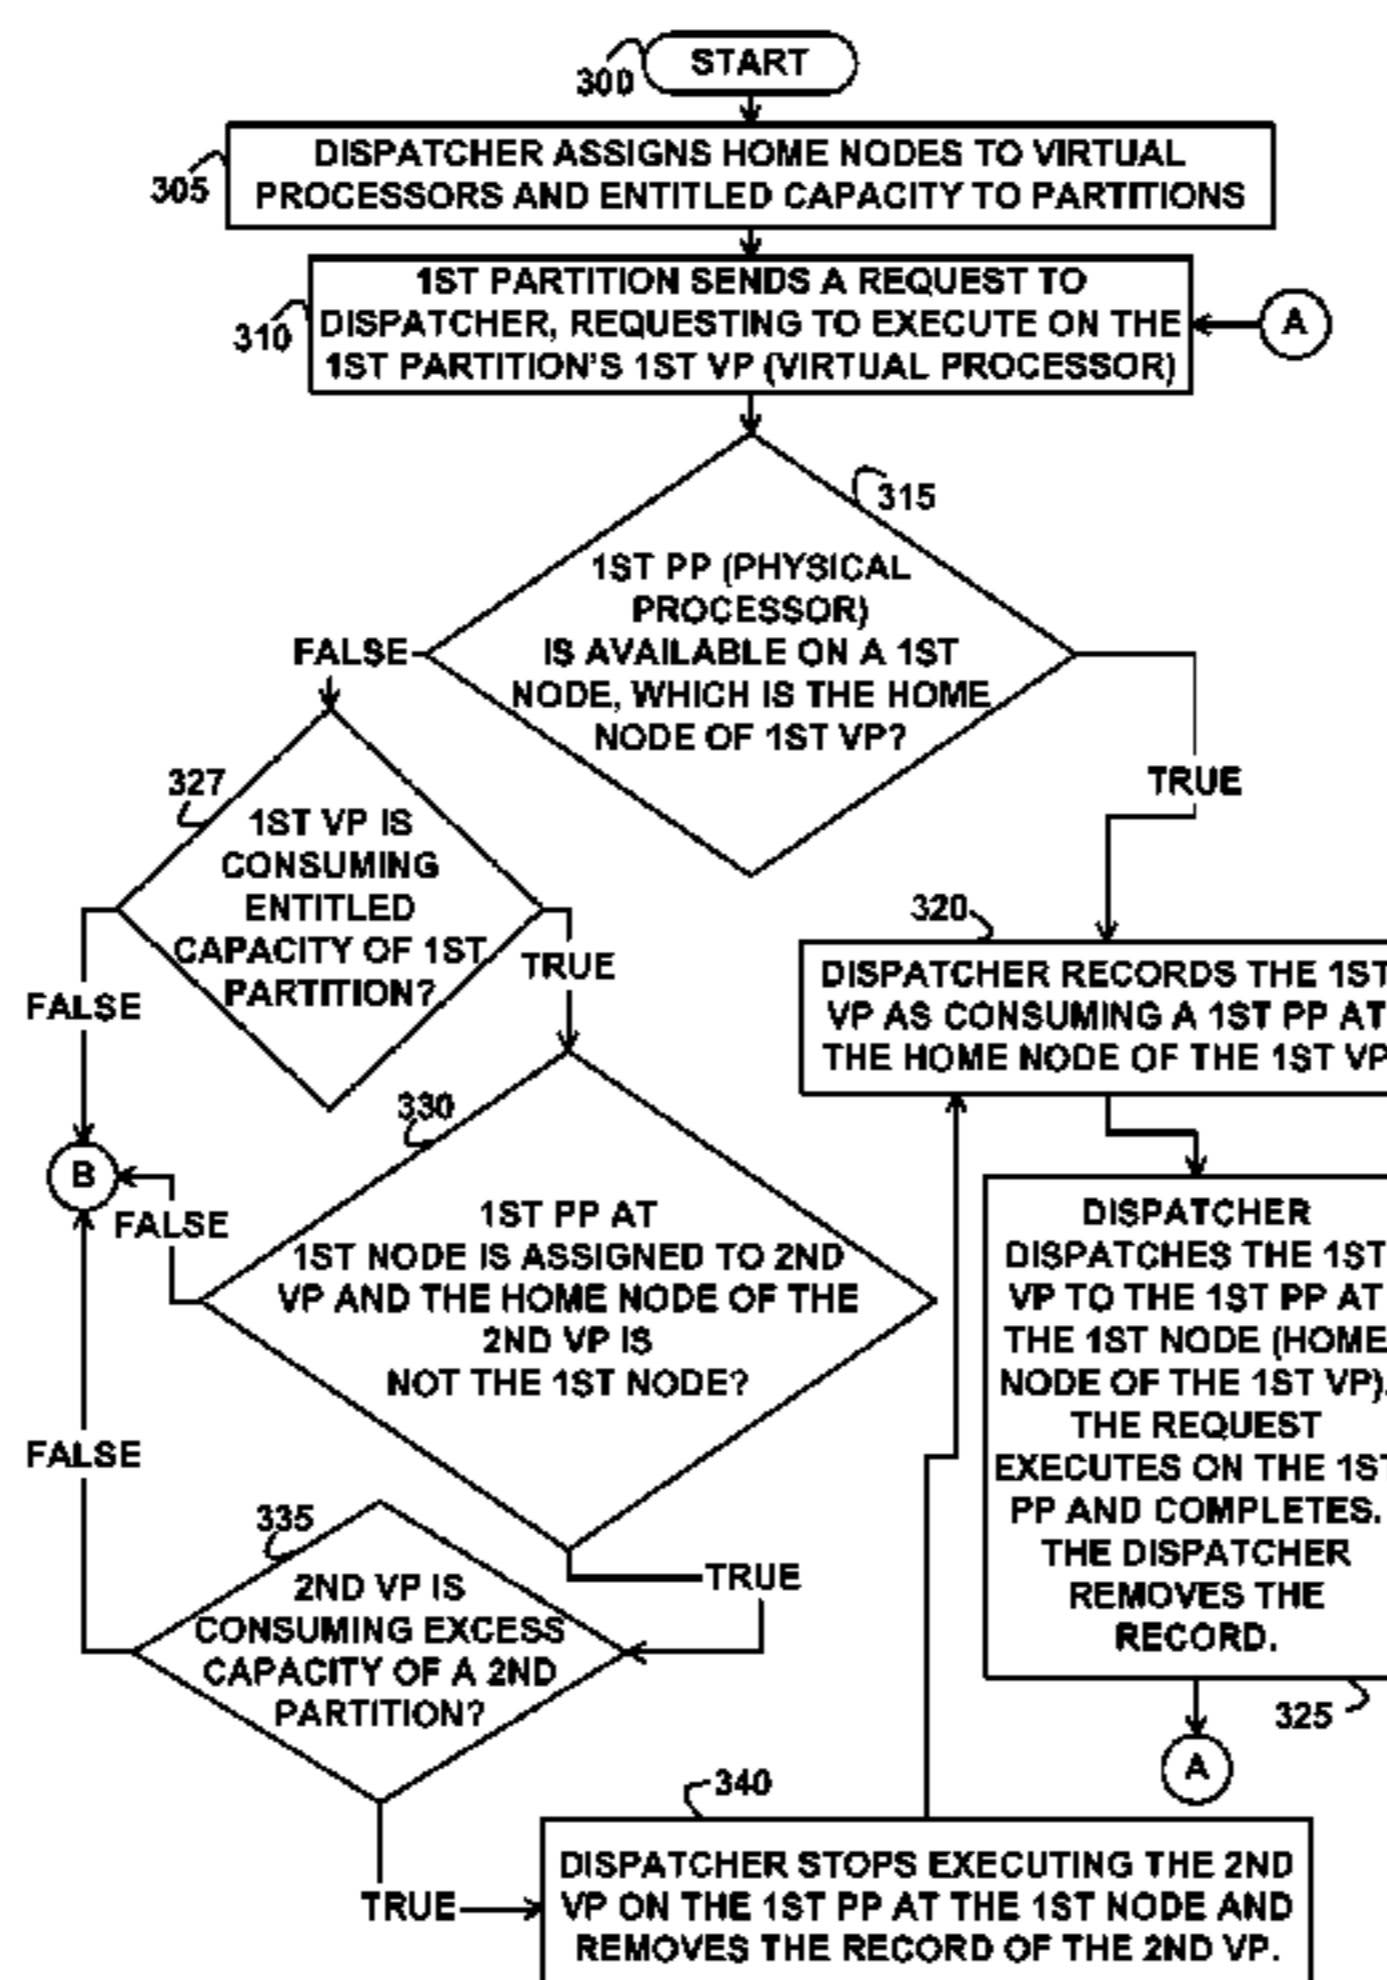 START
300
DISPATCHER ASSIGNS HOME NODES TO VIRTUAL
PROCESSORS AND ENTITLED CAPACITY TO PARTITIONS
305
1ST PARTITION SENDS A REQUEST TO
DISPATCHER, REQUESTING TO EXECUTE ON THE
1ST PARTITION'S 1ST VP (VIRTUAL PROCESSOR)
310
A
315
1ST PP (PHYSICAL
PROCESSOR)
IS AVAILABLE ON A 1ST
NODE, WHICH IS THE HOME
NODE OF 1ST VP?
FALSE
TRUE
327
1ST VP IS
CONSUMING
ENTITLED
CAPACITY OF 1ST
PARTITION?
FALSE
TRUE
320
DISPATCHER RECORDS THE 1ST
VP AS CONSUMING A 1ST PP AT
THE HOME NODE OF THE 1ST VP
330
B
FALSE
1ST PP AT
1ST NODE IS ASSIGNED TO 2ND
VP AND THE HOME NODE OF THE
2ND VP IS
NOT THE 1ST NODE?
DISPATCHER
DISPATCHES THE 1ST
VP TO THE 1ST PP AT
THE 1ST NODE (HOME
NODE OF THE 1ST VP).
THE REQUEST
EXECUTES ON THE 1ST
PP AND COMPLETES.
THE DISPATCHER
REMOVES THE
RECORD.
325
A
FALSE
TRUE
335
2ND VP IS
CONSUMING EXCESS
CAPACITY OF A 2ND
PARTITION?
TRUE
340
DISPATCHER STOPS EXECUTING THE 2ND
VP ON THE 1ST PP AT THE 1ST NODE AND
REMOVES THE RECORD OF THE 2ND VP.